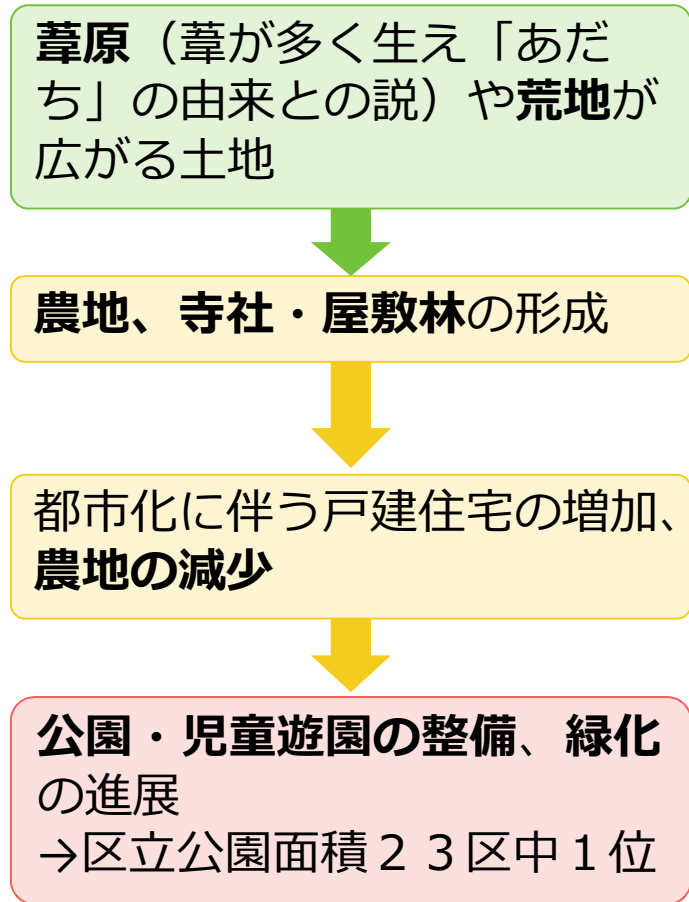 葦原（葦が多く生え「あだ
ち」の由来との説）や荒地が
広がる土地
農地、寺社・屋敷林の形成
都市化に伴う戸建住宅の増加、
農地の減少
公園・児童遊園の整備、緑化
の進展
→区立公園面積２３区中１位